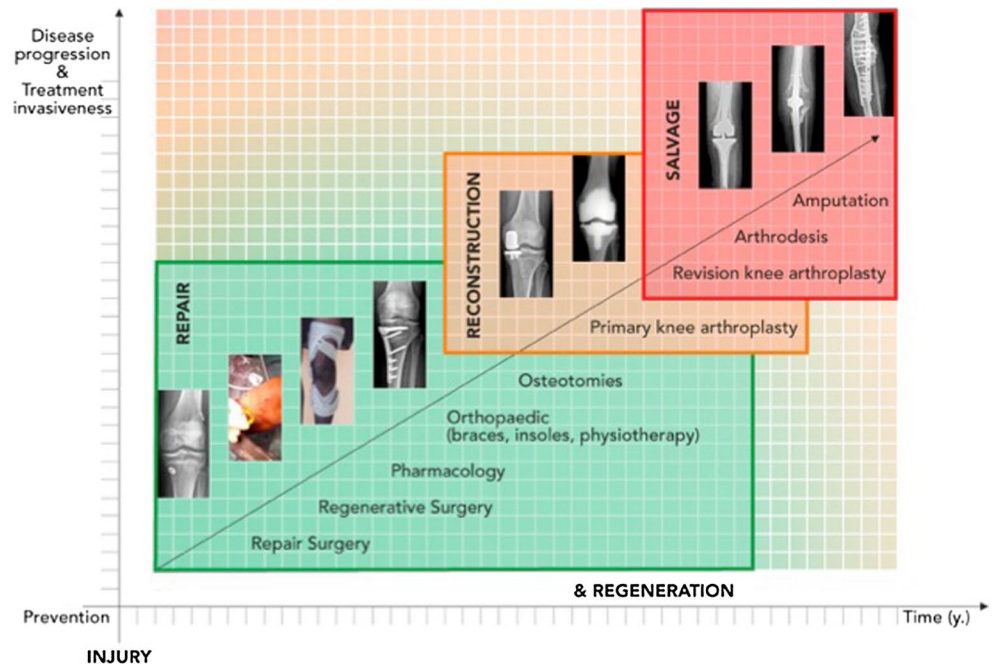 Disease
progression
&
Treatment
invasiveness
SALVAGE
Amputation
Arthrodesis
Revision knee arthroplasty
RECONSTRUCTION
Primary knee arthroplasty
REPAIR
Osteotomies
Orthopaedic
(braces, insoles, physiotherapy)
Pharmacology
Regenerative Surgery
Repair Surgery
& REGENERATION
Prevention
Time (y.)
INJURY